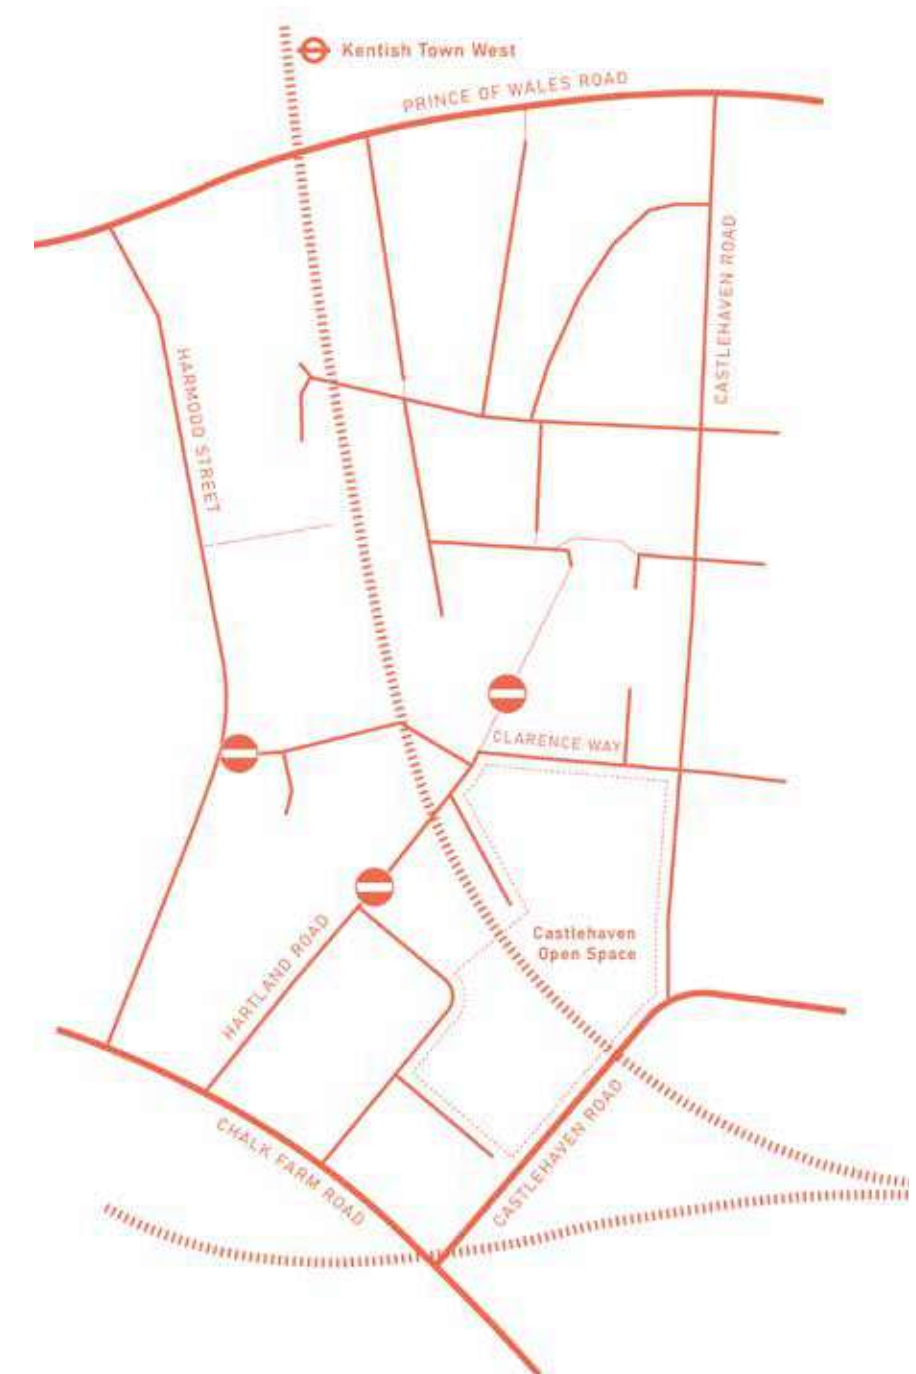 Kentish Town West
PRINCE OF WALES ROAD
CASTLEHAVEN ROAD
HARMOOD STREET
CLARENCE WAY
Castlehaven
Open Space
HARTLAND ROAD
CASTLEHAVEN ROAD
CHALK FARM ROAD